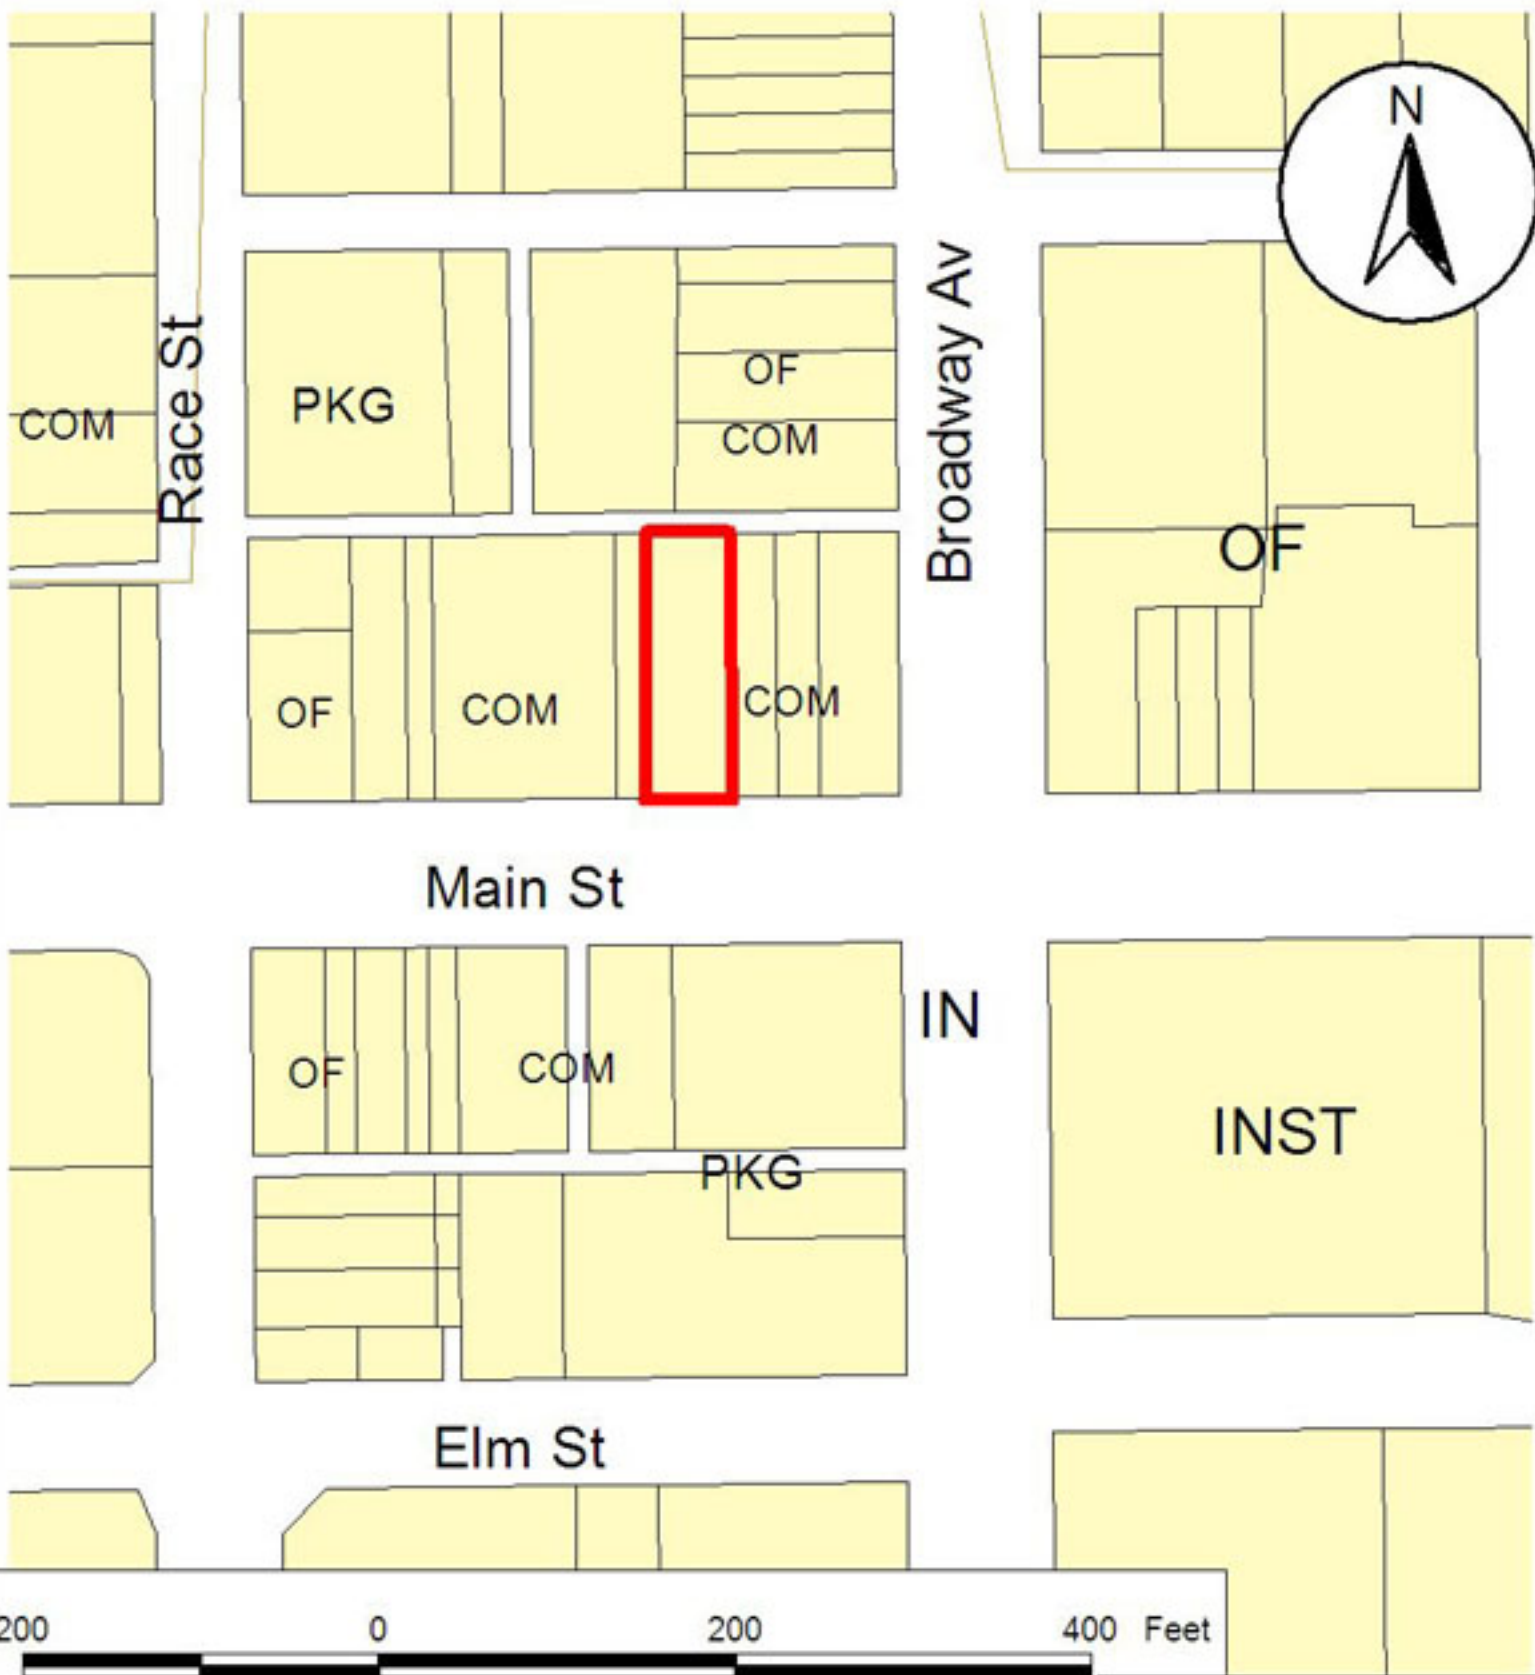 N
Race St
Broadway Av
OF
PKG
COM
COM
OF
COM
OF
COM
Main St
IN
OF
COM
INST
PKG
Elm St
200 0 200 400 Feet